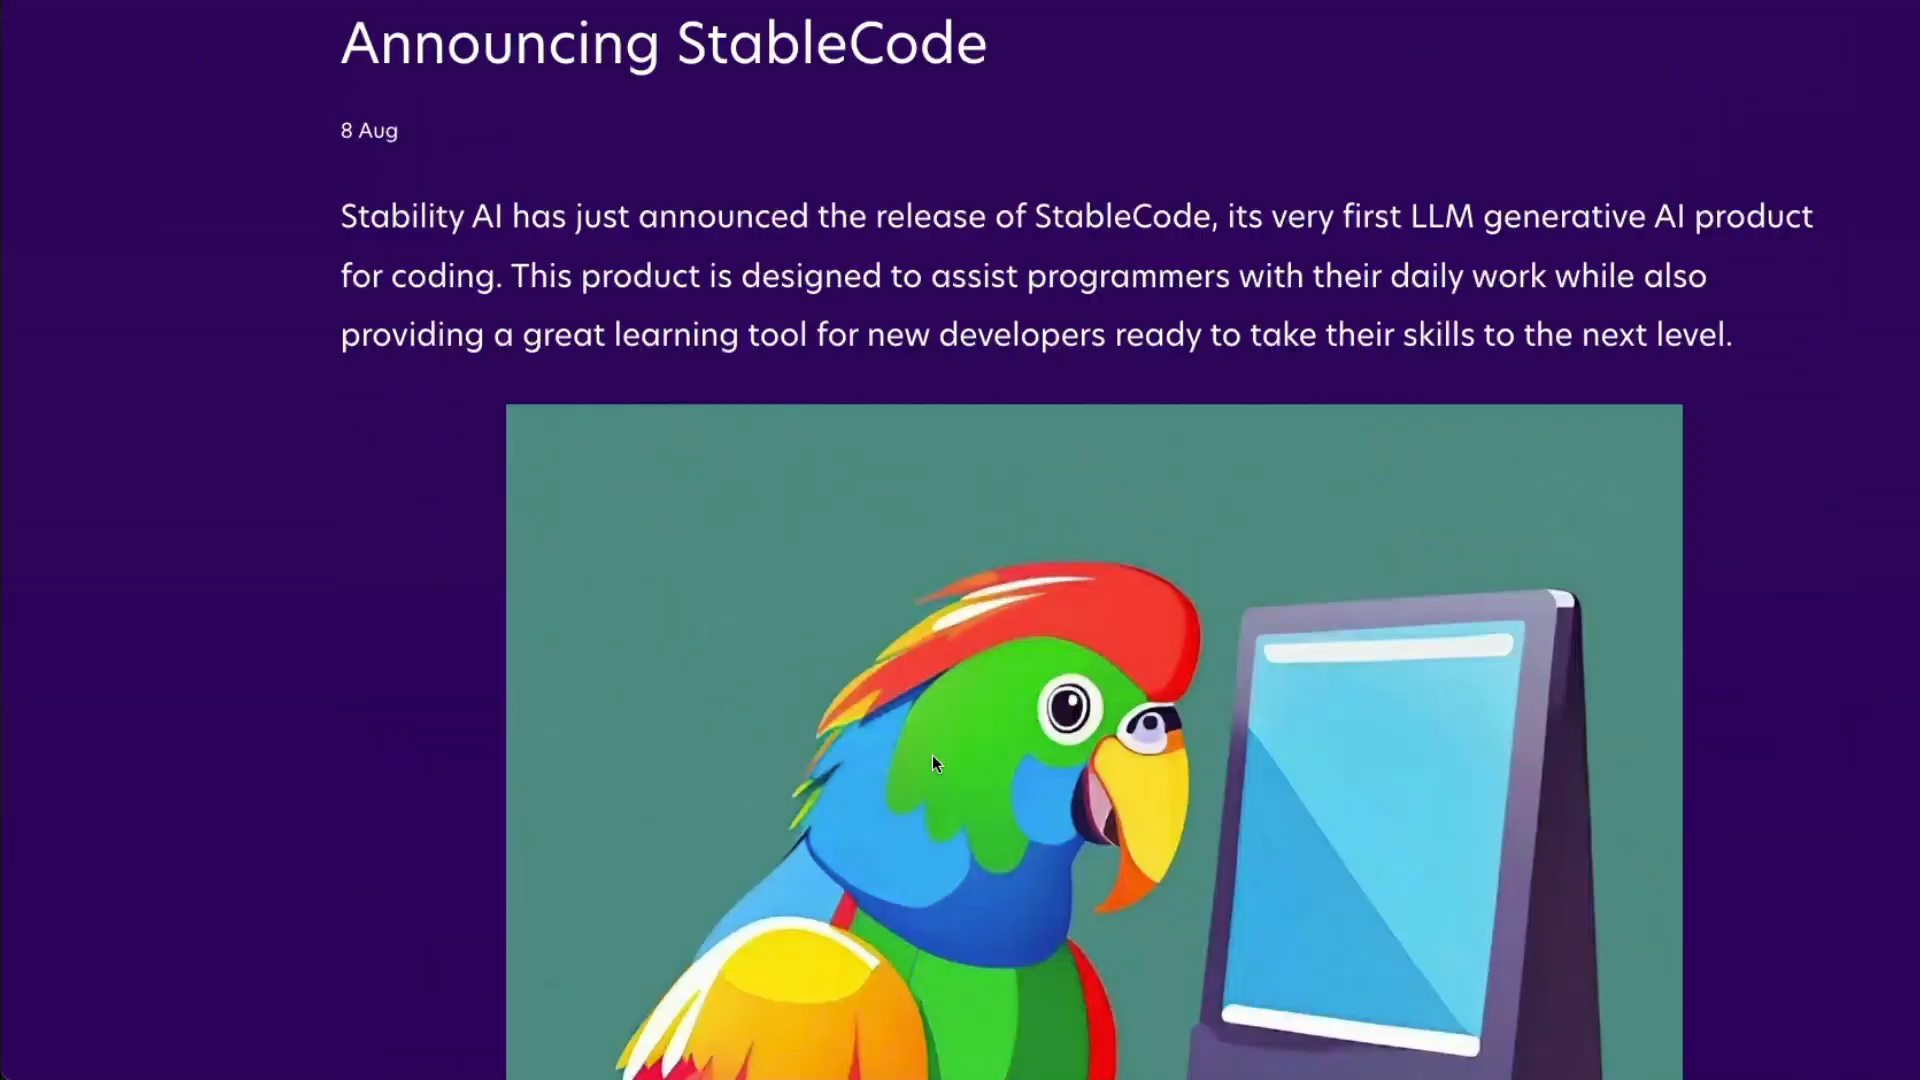 Announcing StableCode
8 Aug
Stability AI has just announced the release of StableCode, its very first LLM generative AI product
for coding. This product is designed to assist programmers with their daily work while also
providing a great learning tool for new developers ready to take their skills to the next level.